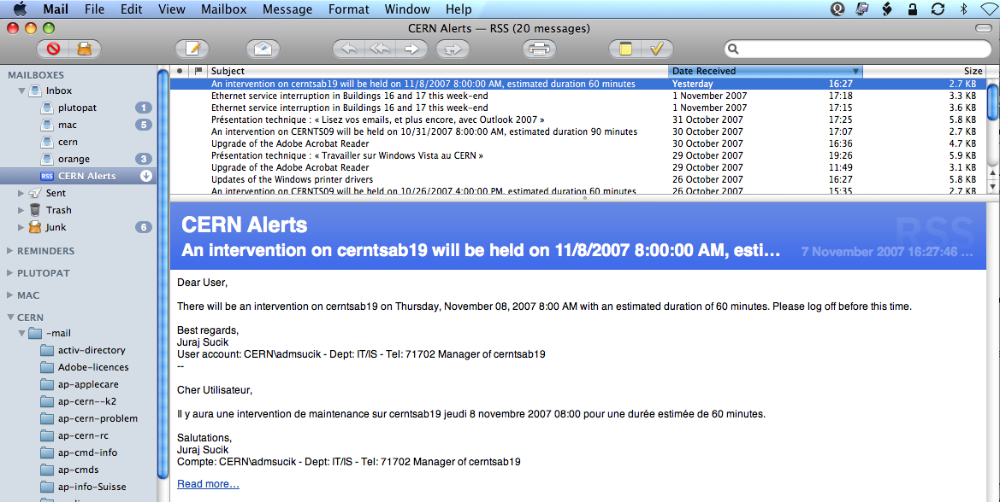 Mail File Edit View Mailbox Message Format Window Help
CERN Alerts — RSS (20 messages)
MAILBOXES
Inbox
plutopat 1
mac 5
cern
orange 3
RSS CERN Alerts
Sent
Trash
Junk 6
REMINDERS
PLUTOPAT
MAC
CERN
~mail
activ-directory
Adobe-licences
ap-applecare
ap-cern--k2
ap-cern-problem
ap-cern-rc
ap-cmd-info
ap-cmds
ap-info-Suisse
Subject Date Received Size
An intervention on cerntsab19 will be held on 11/8/2007 8:00:00 AM, estimated duration 60 minutes Yesterday 16:27 2.7 KB
Ethernet service interruption in Buildings 16 and 17 this week-end 1 November 2007 17:18 3.3 KB
Ethernet service interruption in Buildings 16 and 17 this week-end 1 November 2007 17:15 3.6 KB
Présentation technique : « Lisez vos emails, et plus encore, avec Outlook 2007 » 31 October 2007 17:25 5.8 KB
An intervention on CERNTS09 will be held on 10/31/2007 8:00:00 AM, estimated duration 90 minutes 30 October 2007 17:07 2.7 KB
Upgrade of the Adobe Acrobat Reader 30 October 2007 16:36 4.7 KB
Présentation technique : « Travailler sur Windows Vista au CERN » 29 October 2007 19:26 5.9 KB
Upgrade of the Adobe Acrobat Reader 29 October 2007 11:49 3.1 KB
Updates of the Windows printer drivers 26 October 2007 16:27 5.8 KB
An intervention on CERNTS09 will be held on 10/26/2007 4:00:00 PM, estimated duration 60 minutes 26 October 2007 15:35 2.7 KB
CERN Alerts
RSS
An intervention on cerntsab19 will be held on 11/8/2007 8:00:00 AM, esti... 7 November 2007 16:27:46 ...
Dear User,
There will be an intervention on cerntsab19 on Thursday, November 08, 2007 8:00 AM with an estimated duration of 60 minutes. Please log off before this time.
Best regards,
Juraj Sucik
User account: CERN\admsucik - Dept: IT/IS - Tel: 71702 Manager of cerntsab19
--
Cher Utilisateur,
Il y aura une intervention de maintenance sur cerntsab19 jeudi 8 novembre 2007 08:00 pour une durée estimée de 60 minutes.
Salutations,
Juraj Sucik
Compte: CERN\admsucik - Dept: IT/IS - Tel: 71702 Manager of cerntsab19
Read more…